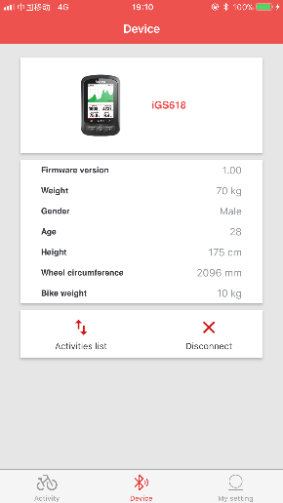 中国移动 4G 19:10 100%
Device
iGS618
Firmware version 1.00
Weight 70 kg
Gender Male
Age 28
Height 175 cm
Wheel circumference 2096 mm
Bike weight 10 kg
Activities list Disconnect
Activity Device My setting